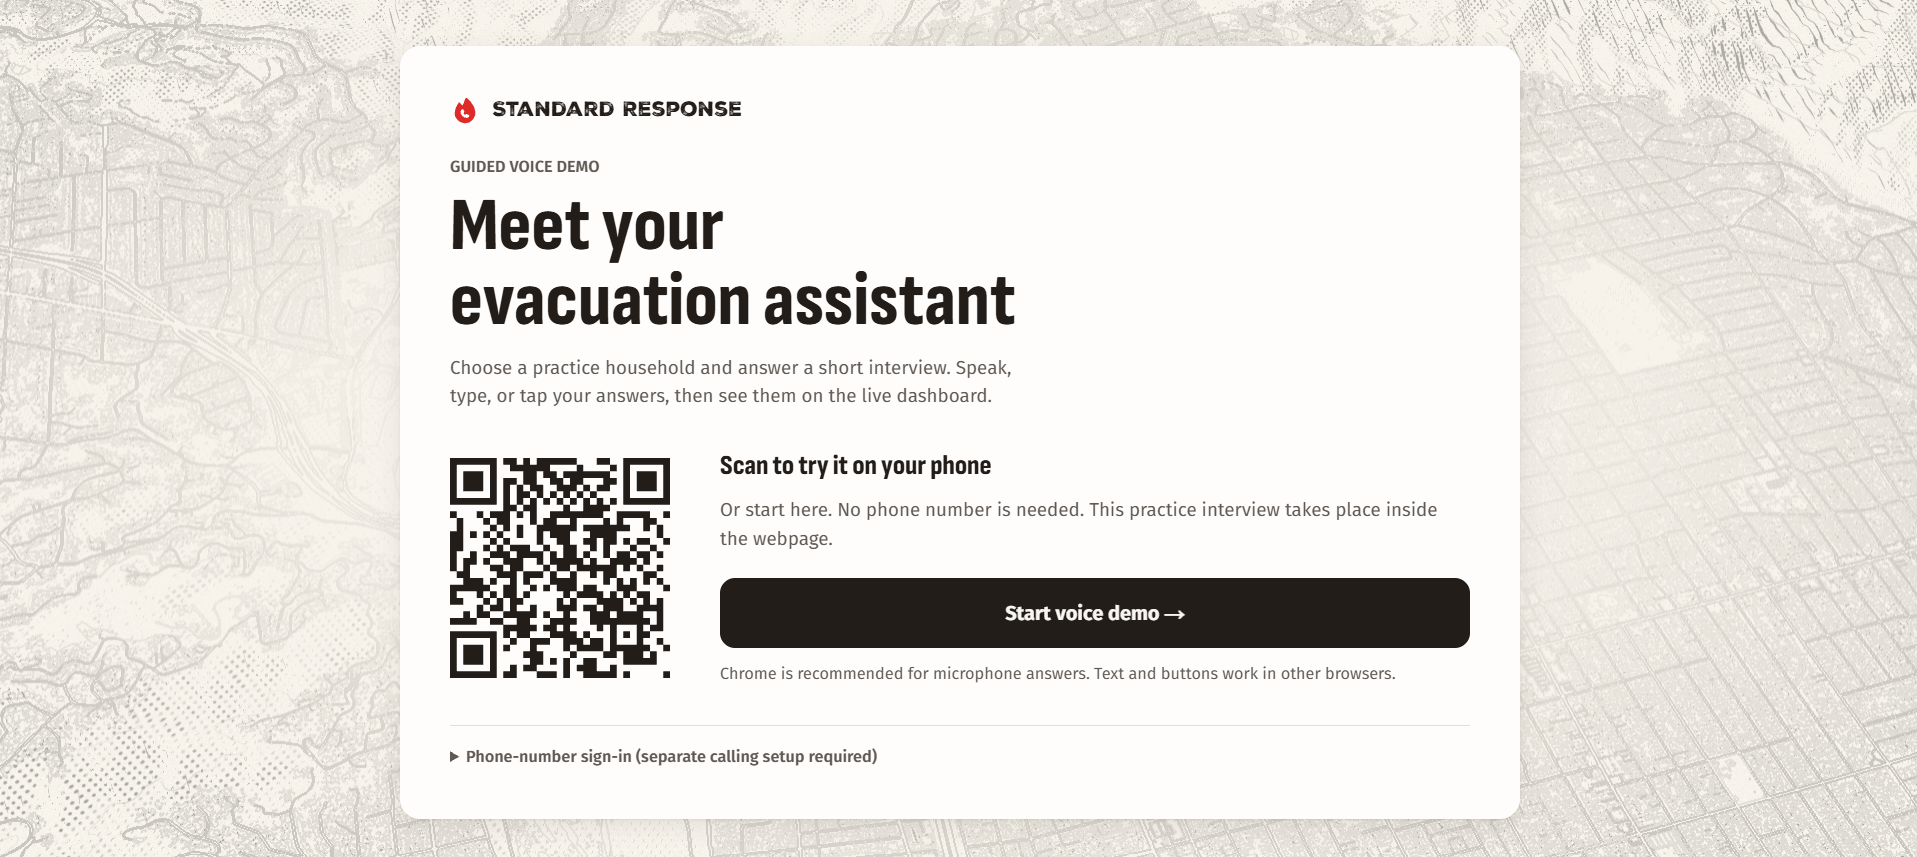 STANDARD RESPONSE
GUIDED VOICE DEMO
Meet your
evacuation assistant
Choose a practice household and answer a short interview. Speak,
type, or tap your answers, then see them on the live dashboard.
Scan to try it on your phone
Or start here. No phone number is needed. This practice interview takes place inside
the webpage.
Start voice demo →
Chrome is recommended for microphone answers. Text and buttons work in other browsers.
Phone-number sign-in (separate calling setup required)